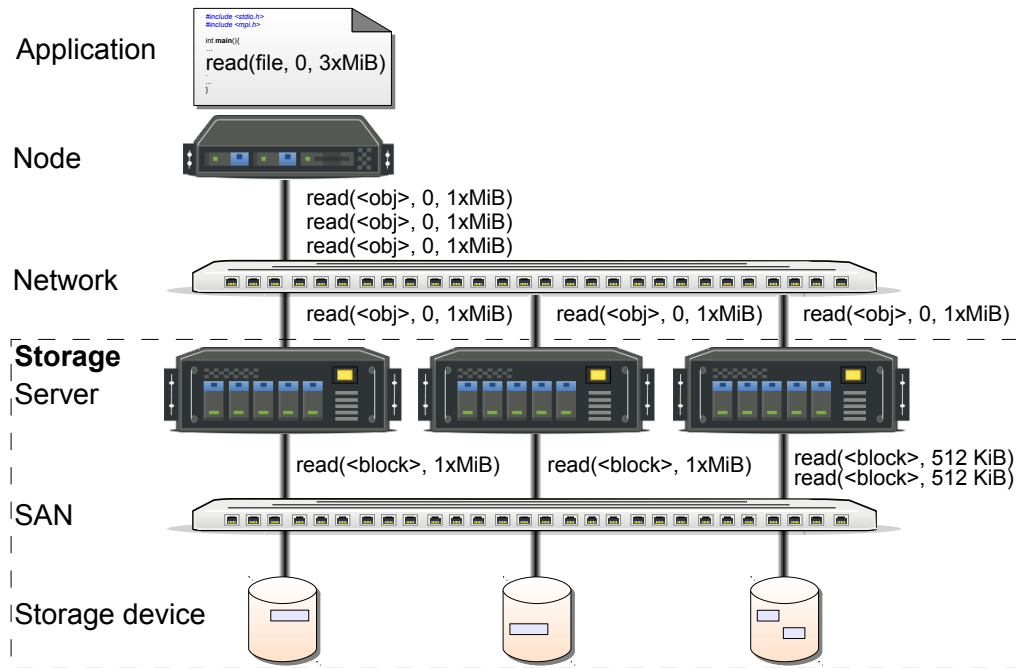 #include <stdio.h>
#include <mpi.h>
int main(){
...
read(file, 0, 3xMiB)
.
...
}
Application
Node
read(<obj>, 0, 1xMiB)
read(<obj>, 0, 1xMiB)
read(<obj>, 0, 1xMiB)
Network
read(<obj>, 0, 1xMiB)
read(<obj>, 0, 1xMiB)
read(<obj>, 0, 1xMiB)
Storage
Server
read(<block>, 1xMiB)
read(<block>, 1xMiB)
read(<block>, 512 KiB)
read(<block>, 512 KiB)
SAN
Storage device